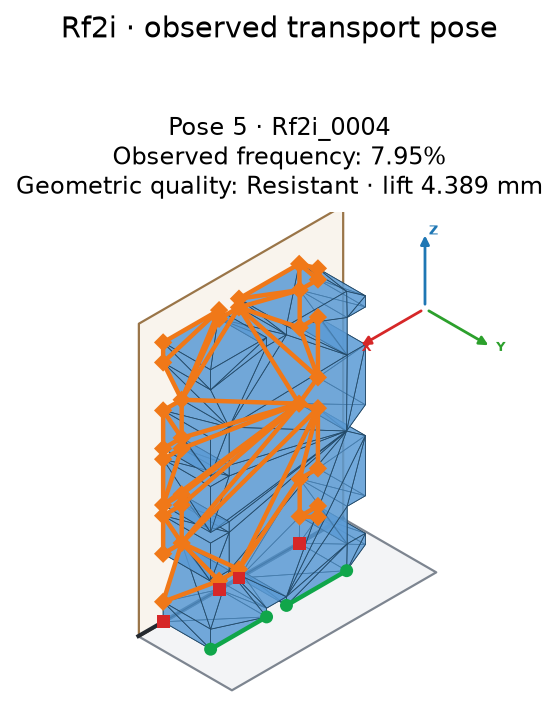 Rf2i · observed transport pose
Pose 5 · Rf2i_0004
Observed frequency: 7.95%
Geometric quality: Resistant · lift 4.389 mm
Z
X
Y